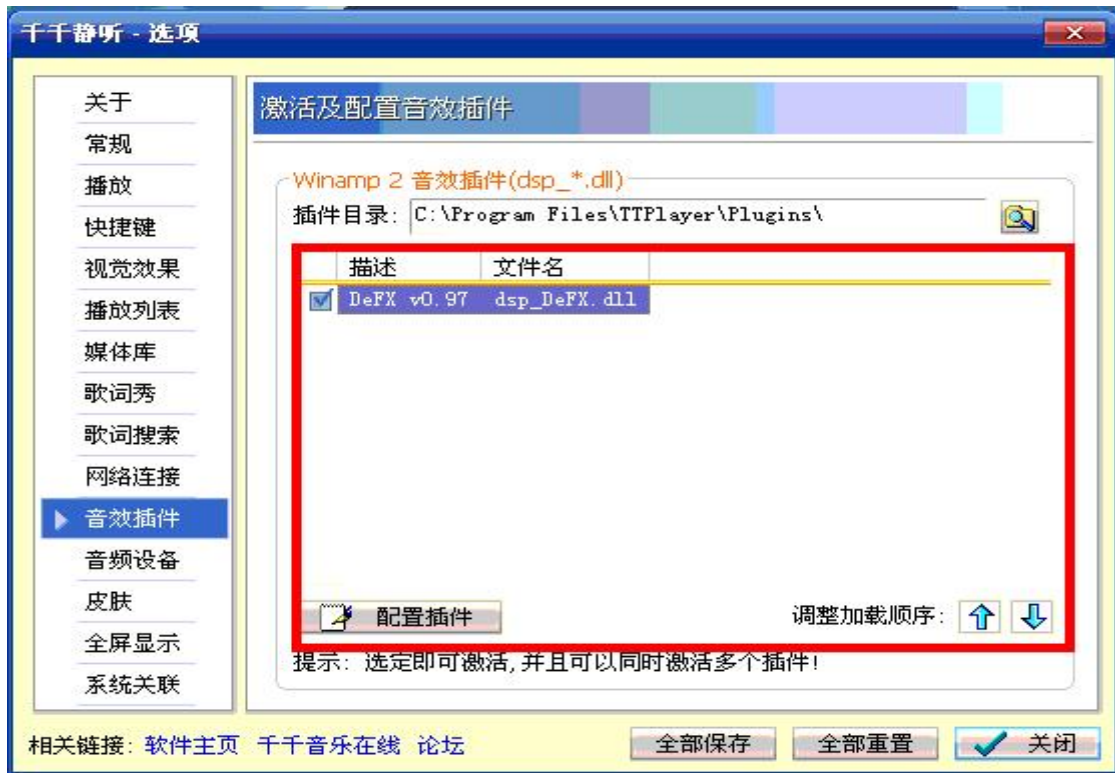 千千静听 - 选项
关于
常规
播放
快捷键
视觉效果
播放列表
媒体库
歌词秀
歌词搜索
网络连接
音效插件
音频设备
皮肤
全屏显示
系统关联
激活及配置音效插件
Winamp 2 音效插件(dsp_*.dll)
插件目录: C:\Program Files\TTPlayer\Plugins\
描述 文件名
DeFX v0.97 dsp_DeFX.dll
配置插件 调整加载顺序:
提示: 选定即可激活,并且可以同时激活多个插件!
相关链接: 软件主页 千千音乐在线 论坛 全部保存 全部重置 关闭